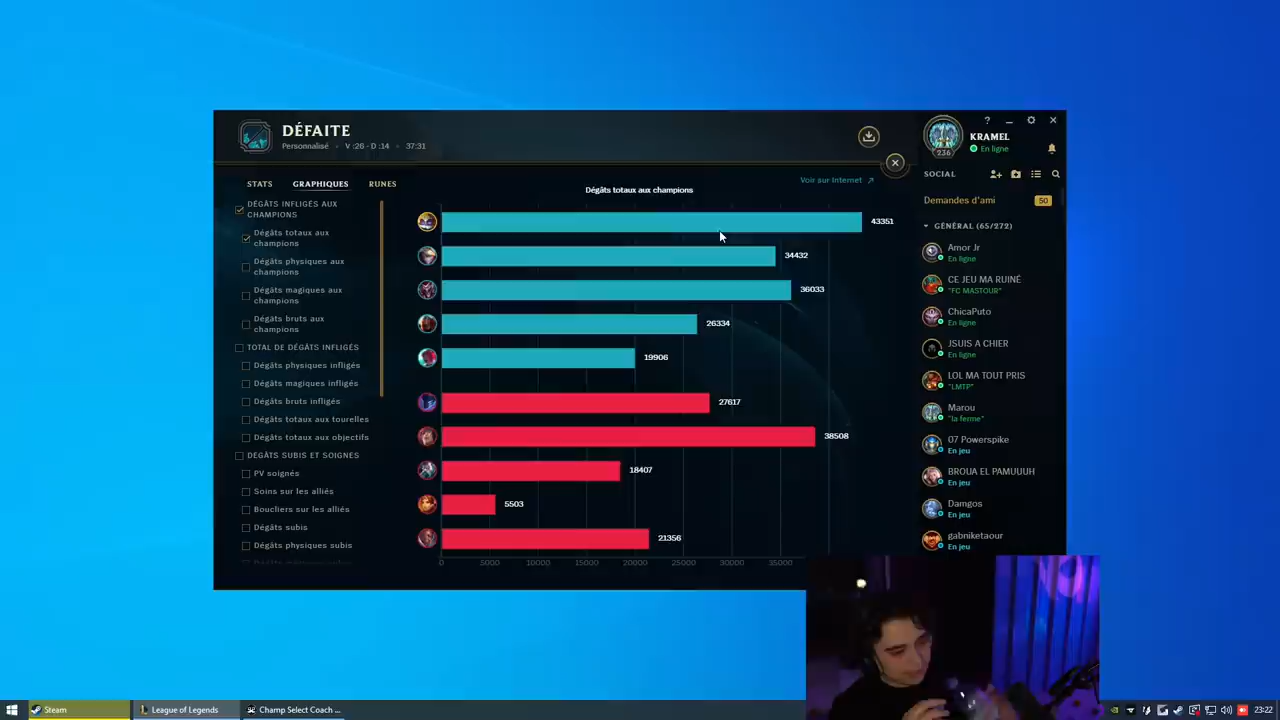 DÉFAITE
Personnalisé • V :26 - D :14 • 37:31
STATS
GRAPHIQUES
RUNES
Voir sur Internet
Dégâts totaux aux champions
DÉGÂTS INFLIGÉS AUX
CHAMPIONS
Dégâts totaux aux
champions
Dégâts physiques aux
champions
Dégâts magiques aux
champions
Dégâts bruts aux
champions
TOTAL DE DÉGÂTS INFLIGÉS
Dégâts physiques infligés
Dégâts magiques infligés
Dégâts bruts infligés
Dégâts totaux aux tourelles
Dégâts totaux aux objectifs
DÉGÂTS SUBIS ET SOIGNÉS
PV soignés
Soins sur les alliés
Boucliers sur les alliés
Dégâts subis
Dégâts physiques subis
43351
34432
36033
26334
19906
27617
38508
18407
5503
21356
0 5000 10000 15000 20000 25000 30000 35000
?
KRAMEL
En ligne
236
SOCIAL
Demandes d'ami 50
GÉNÉRAL (65/272)
Amor Jr
En ligne
CE JEU MA RUINÉ
"FC MASTOUR"
ChicaPuto
En ligne
JSUIS A CHIER
En ligne
LOL MA TOUT PRIS
"LMTP"
Marou
"la ferme"
07 Powerspike
En jeu
BROUA EL PAMUUUH
En jeu
Damgos
En jeu
gabniketaour
En jeu
Steam
League of Legends
Champ Select Coach ...
23:22